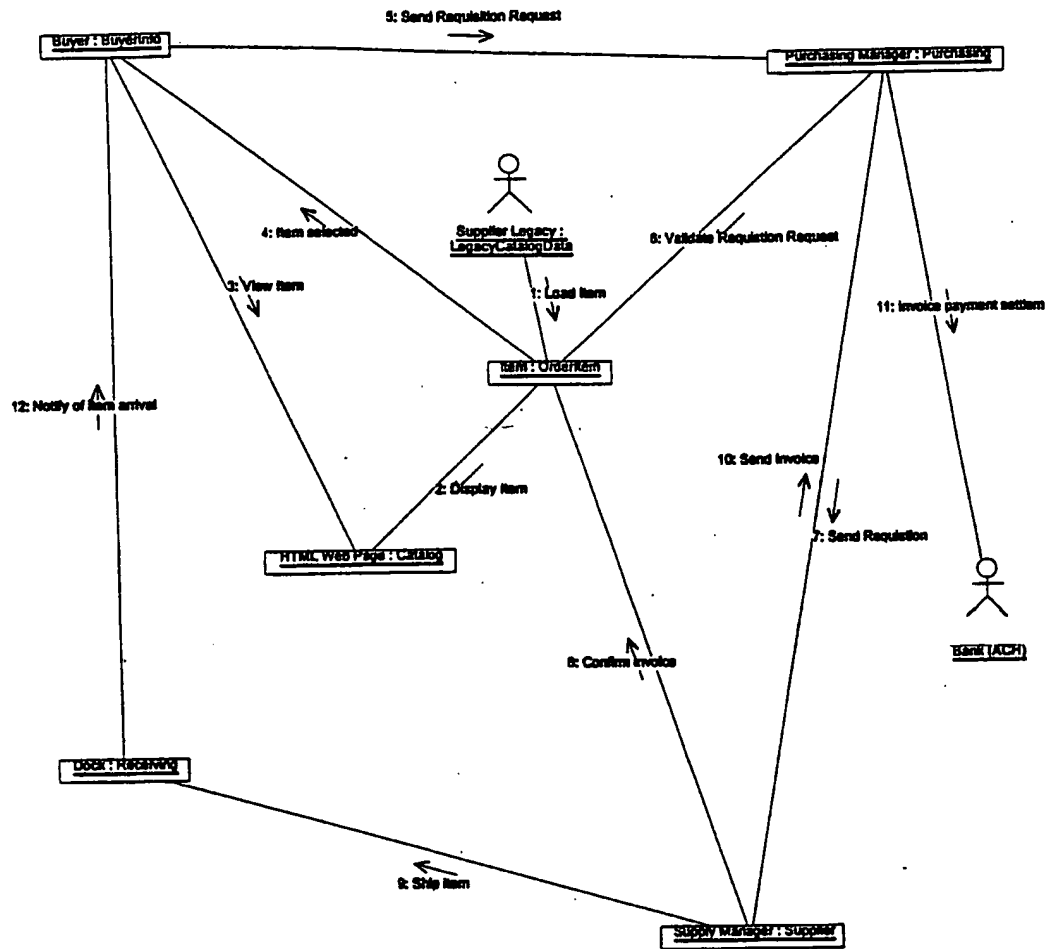 5: Send Requisition Request
Buyer : BuyerInfo
Purchasing Manager : Purchasing
4: Item selected
Supplier Legacy :
LegacyCatalogData
6: Validate Requistion Request
3: View Item
1: Load Item
11: Invoice payment settlem
Item : OrderItem
12: Notify of item arrival
10: Send Invoice
2: Display Item
7: Send Requistion
HTML Web Page : Catalog
Bank (ACH)
8: Confirm invoice
Dock : Receiving
9: Ship Item
Supply Manager : Supplier